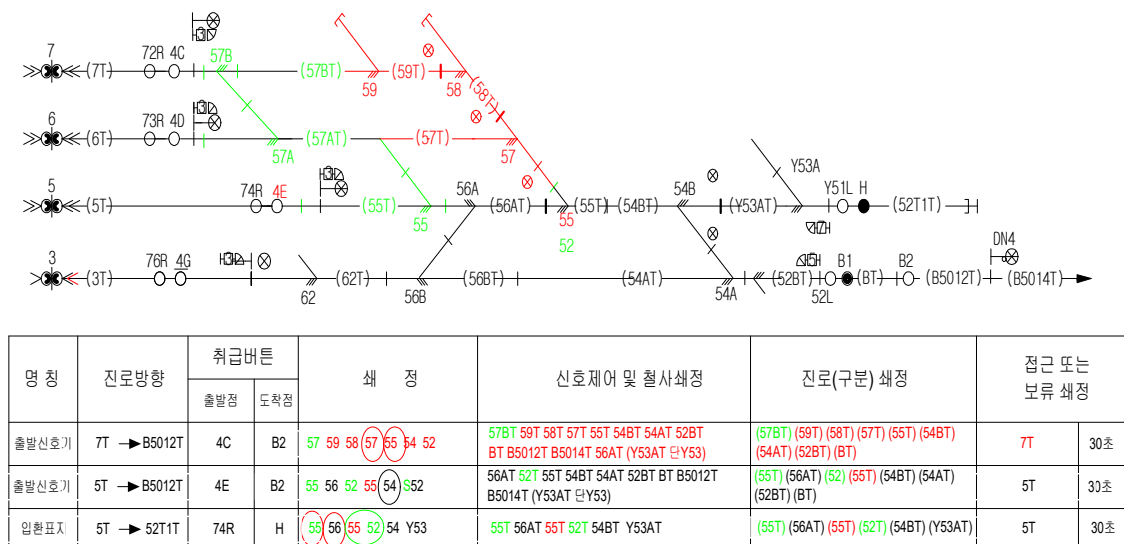 7 72R 4C 3 57B
(7T) (57BT) 59 (59T) 58 (58T)
6 73R 4D 3
(6T) 57A (57AT) (57T) 57
5 74R 4E 3 56A 54B Y53A Y51L H
(5T) (55T) 55 (56AT) 55 (55T) (54BT) (Y53AT) 7 (52T1T)
52
3 76R 4G 3 5 B1 B2 DN4
(3T) 62 (62T) 56B (56BT) (54AT) 54A (52BT) 52L (BT) (B5012T) (B5014T)
명 칭 진로방향 취급버튼 쇄 정 신호제어 및 철사쇄정 진로(구분) 쇄정 접근 또는
보류 쇄정
출발점 도착점
출발신호기 7T → B5012T 4C B2 57 59 58 57 55 54 52 57BT 59T 58T 57T 55T 54BT 54AT 52BT (57BT) (59T) (58T) (57T) (55T) (54BT) 7T 30초
BT B5012T B5014T 56AT (Y53AT 단Y53) (54AT) (52BT) (BT)
출발신호기 5T → B5012T 4E B2 55 56 52 55 54 S52 56AT 52T 55T 54BT 54AT 52BT BT B5012T (55T) (56AT) (52) (55T) (54BT) (54AT) 5T 30초
B5014T (Y53AT 단Y53) (52BT) (BT)
입환표지 5T → 52T1T 74R H 55 56 55 52 54 Y53 55T 56AT 55T 52T 54BT Y53AT (55T) (56AT) (55T) (52T) (54BT) (Y53AT) 5T 30초